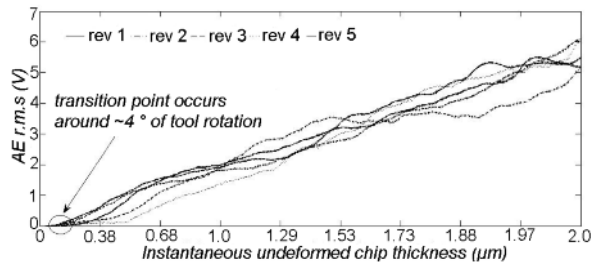 7
6
5
4
3
2
1
0
AE r.m.s (V)
rev 1 rev 2 rev 3 rev 4 rev 5
transition point occurs
around ~4 ° of tool rotation
0 0.38 0.68 1.0 1.29 1.53 1.73 1.88 1.97 2.0
Instantaneous undeformed chip thickness (µm)